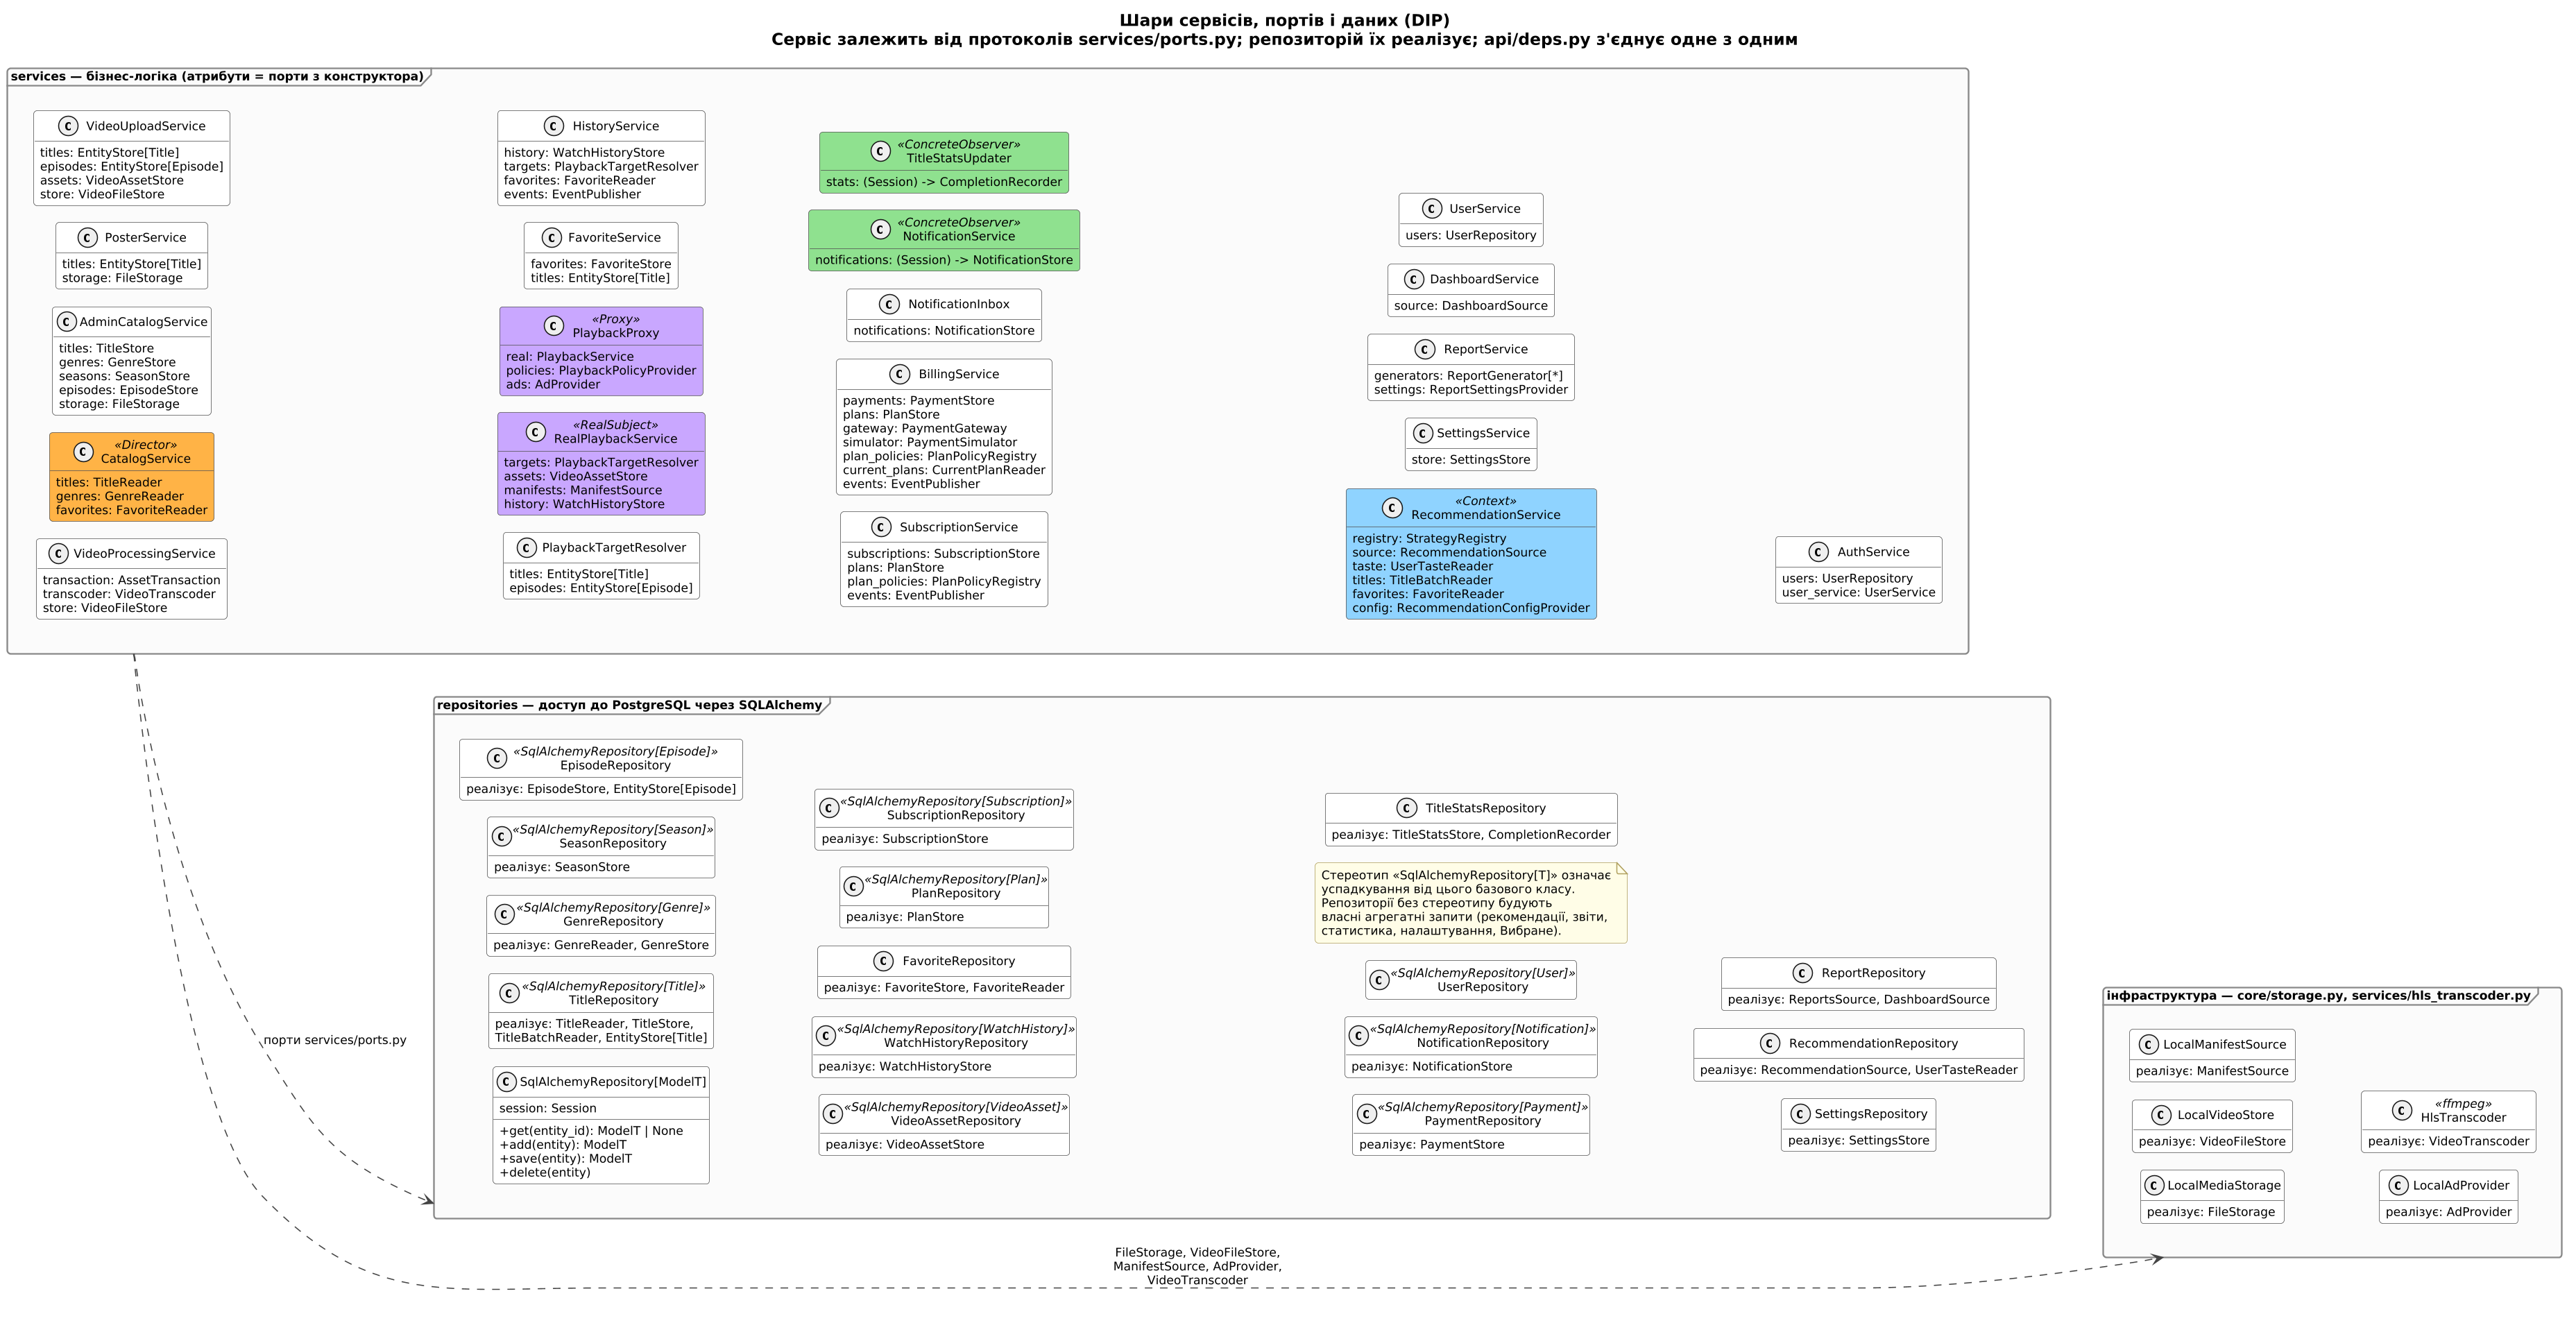 Шари сервісів, портів і даних (DIP)
Сервіс залежить від протоколів services/ports.py; репозиторій їх реалізує; api/deps.py з'єднує одне з одним
services — бізнес-логіка (атрибути = порти з конструктора)
C VideoUploadService
titles: EntityStore[Title]
episodes: EntityStore[Episode]
assets: VideoAssetStore
store: VideoFileStore
C PosterService
titles: EntityStore[Title]
storage: FileStorage
C AdminCatalogService
titles: TitleStore
genres: GenreStore
seasons: SeasonStore
episodes: EpisodeStore
storage: FileStorage
«Director»
C CatalogService
titles: TitleReader
genres: GenreReader
favorites: FavoriteReader
C VideoProcessingService
transaction: AssetTransaction
transcoder: VideoTranscoder
store: VideoFileStore
C HistoryService
history: WatchHistoryStore
targets: PlaybackTargetResolver
favorites: FavoriteReader
events: EventPublisher
C FavoriteService
favorites: FavoriteStore
titles: EntityStore[Title]
«Proxy»
C PlaybackProxy
real: PlaybackService
policies: PlaybackPolicyProvider
ads: AdProvider
«RealSubject»
C RealPlaybackService
targets: PlaybackTargetResolver
assets: VideoAssetStore
manifests: ManifestSource
history: WatchHistoryStore
C PlaybackTargetResolver
titles: EntityStore[Title]
episodes: EntityStore[Episode]
«ConcreteObserver»
C TitleStatsUpdater
stats: (Session) -> CompletionRecorder
«ConcreteObserver»
C NotificationService
notifications: (Session) -> NotificationStore
C NotificationInbox
notifications: NotificationStore
C BillingService
payments: PaymentStore
plans: PlanStore
gateway: PaymentGateway
simulator: PaymentSimulator
plan_policies: PlanPolicyRegistry
current_plans: CurrentPlanReader
events: EventPublisher
C SubscriptionService
subscriptions: SubscriptionStore
plans: PlanStore
plan_policies: PlanPolicyRegistry
events: EventPublisher
C UserService
users: UserRepository
C DashboardService
source: DashboardSource
C ReportService
generators: ReportGenerator[*]
settings: ReportSettingsProvider
C SettingsService
store: SettingsStore
«Context»
C RecommendationService
registry: StrategyRegistry
source: RecommendationSource
taste: UserTasteReader
titles: TitleBatchReader
favorites: FavoriteReader
config: RecommendationConfigProvider
C AuthService
users: UserRepository
user_service: UserService
repositories — доступ до PostgreSQL через SQLAlchemy
«SqlAlchemyRepository[Episode]»
C EpisodeRepository
реалізує: EpisodeStore, EntityStore[Episode]
«SqlAlchemyRepository[Season]»
C SeasonRepository
реалізує: SeasonStore
«SqlAlchemyRepository[Genre]»
C GenreRepository
реалізує: GenreReader, GenreStore
«SqlAlchemyRepository[Title]»
C TitleRepository
реалізує: TitleReader, TitleStore,
TitleBatchReader, EntityStore[Title]
C SqlAlchemyRepository[ModelT]
session: Session
+get(entity_id): ModelT | None
+add(entity): ModelT
+save(entity): ModelT
+delete(entity)
«SqlAlchemyRepository[Subscription]»
C SubscriptionRepository
реалізує: SubscriptionStore
«SqlAlchemyRepository[Plan]»
C PlanRepository
реалізує: PlanStore
C FavoriteRepository
реалізує: FavoriteStore, FavoriteReader
«SqlAlchemyRepository[WatchHistory]»
C WatchHistoryRepository
реалізує: WatchHistoryStore
«SqlAlchemyRepository[VideoAsset]»
C VideoAssetRepository
реалізує: VideoAssetStore
C TitleStatsRepository
реалізує: TitleStatsStore, CompletionRecorder
Стереотип «SqlAlchemyRepository[T]» означає
успадкування від цього базового класу.
Репозиторії без стереотипу будують
власні агрегатні запити (рекомендації, звіти,
статистика, налаштування, Вибране).
«SqlAlchemyRepository[User]»
C UserRepository
«SqlAlchemyRepository[Notification]»
C NotificationRepository
реалізує: NotificationStore
«SqlAlchemyRepository[Payment]»
C PaymentRepository
реалізує: PaymentStore
C ReportRepository
реалізує: ReportsSource, DashboardSource
C RecommendationRepository
реалізує: RecommendationSource, UserTasteReader
C SettingsRepository
реалізує: SettingsStore
інфраструктура — core/storage.py, services/hls_transcoder.py
C LocalManifestSource
реалізує: ManifestSource
C LocalVideoStore
реалізує: VideoFileStore
C LocalMediaStorage
реалізує: FileStorage
«ffmpeg»
C HlsTranscoder
реалізує: VideoTranscoder
C LocalAdProvider
реалізує: AdProvider
порти services/ports.py
FileStorage, VideoFileStore,
ManifestSource, AdProvider,
VideoTranscoder